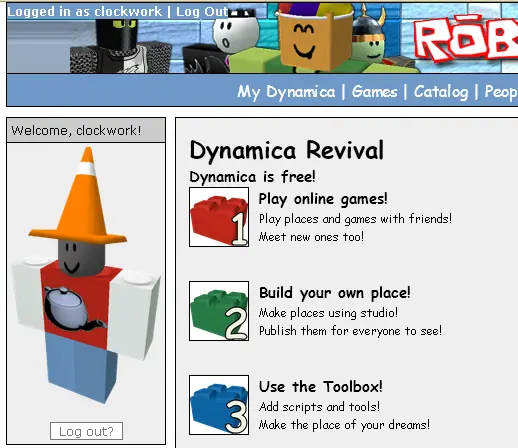 Logged in as clockwork | Log Out
RŌB
My Dynamica | Games | Catalog | Peop
Welcome, clockwork!
Log out?
Dynamica Revival
Dynamica is free!
1
Play online games!
Play places and games with friends!
Meet new ones too!
2
Build your own place!
Make places using studio!
Publish them for everyone to see!
3
Use the Toolbox!
Add scripts and tools!
Make the place of your dreams!